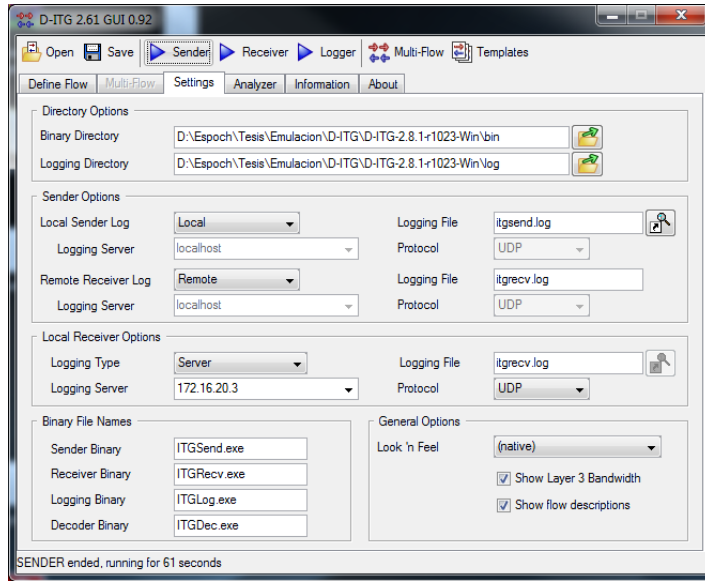 D-ITG 2.61 GUI 0.92
Open Save Sender Receiver Logger Multi-Flow Templates
Define Flow Multi-Flow Settings Analyzer Information About
Directory Options
Binary Directory D:\Espoch\Tesis\Emulacion\D-ITG\D-ITG-2.8.1-r1023-Win\bin
Logging Directory D:\Espoch\Tesis\Emulacion\D-ITG\D-ITG-2.8.1-r1023-Win\log
Sender Options
Local Sender Log Local Logging File itgsend.log
Logging Server localhost Protocol UDP
Remote Receiver Log Remote Logging File itgrecv.log
Logging Server localhost Protocol UDP
Local Receiver Options
Logging Type Server Logging File itgrecv.log
Logging Server 172.16.20.3 Protocol UDP
Binary File Names General Options
Sender Binary ITGSend.exe Look 'n Feel (native)
Receiver Binary ITGRecv.exe Show Layer 3 Bandwidth
Logging Binary ITGLog.exe Show flow descriptions
Decoder Binary ITGDec.exe
SENDER ended, running for 61 seconds